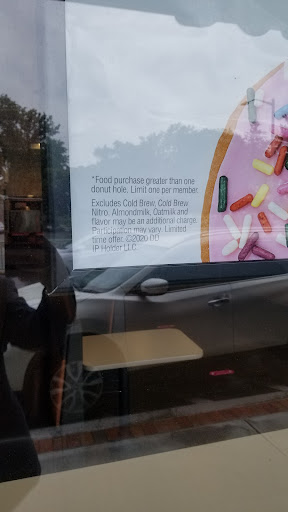 *Food purchase greater than one
donut hole. Limit one per member.
Excludes Cold Brew, Cold Brew
Nitro. Almondmilk, Oatmilk and
flavor may be an additional charge.
Participation may vary. Limited
time offer. ©2020 DD
IP Holder LLC.